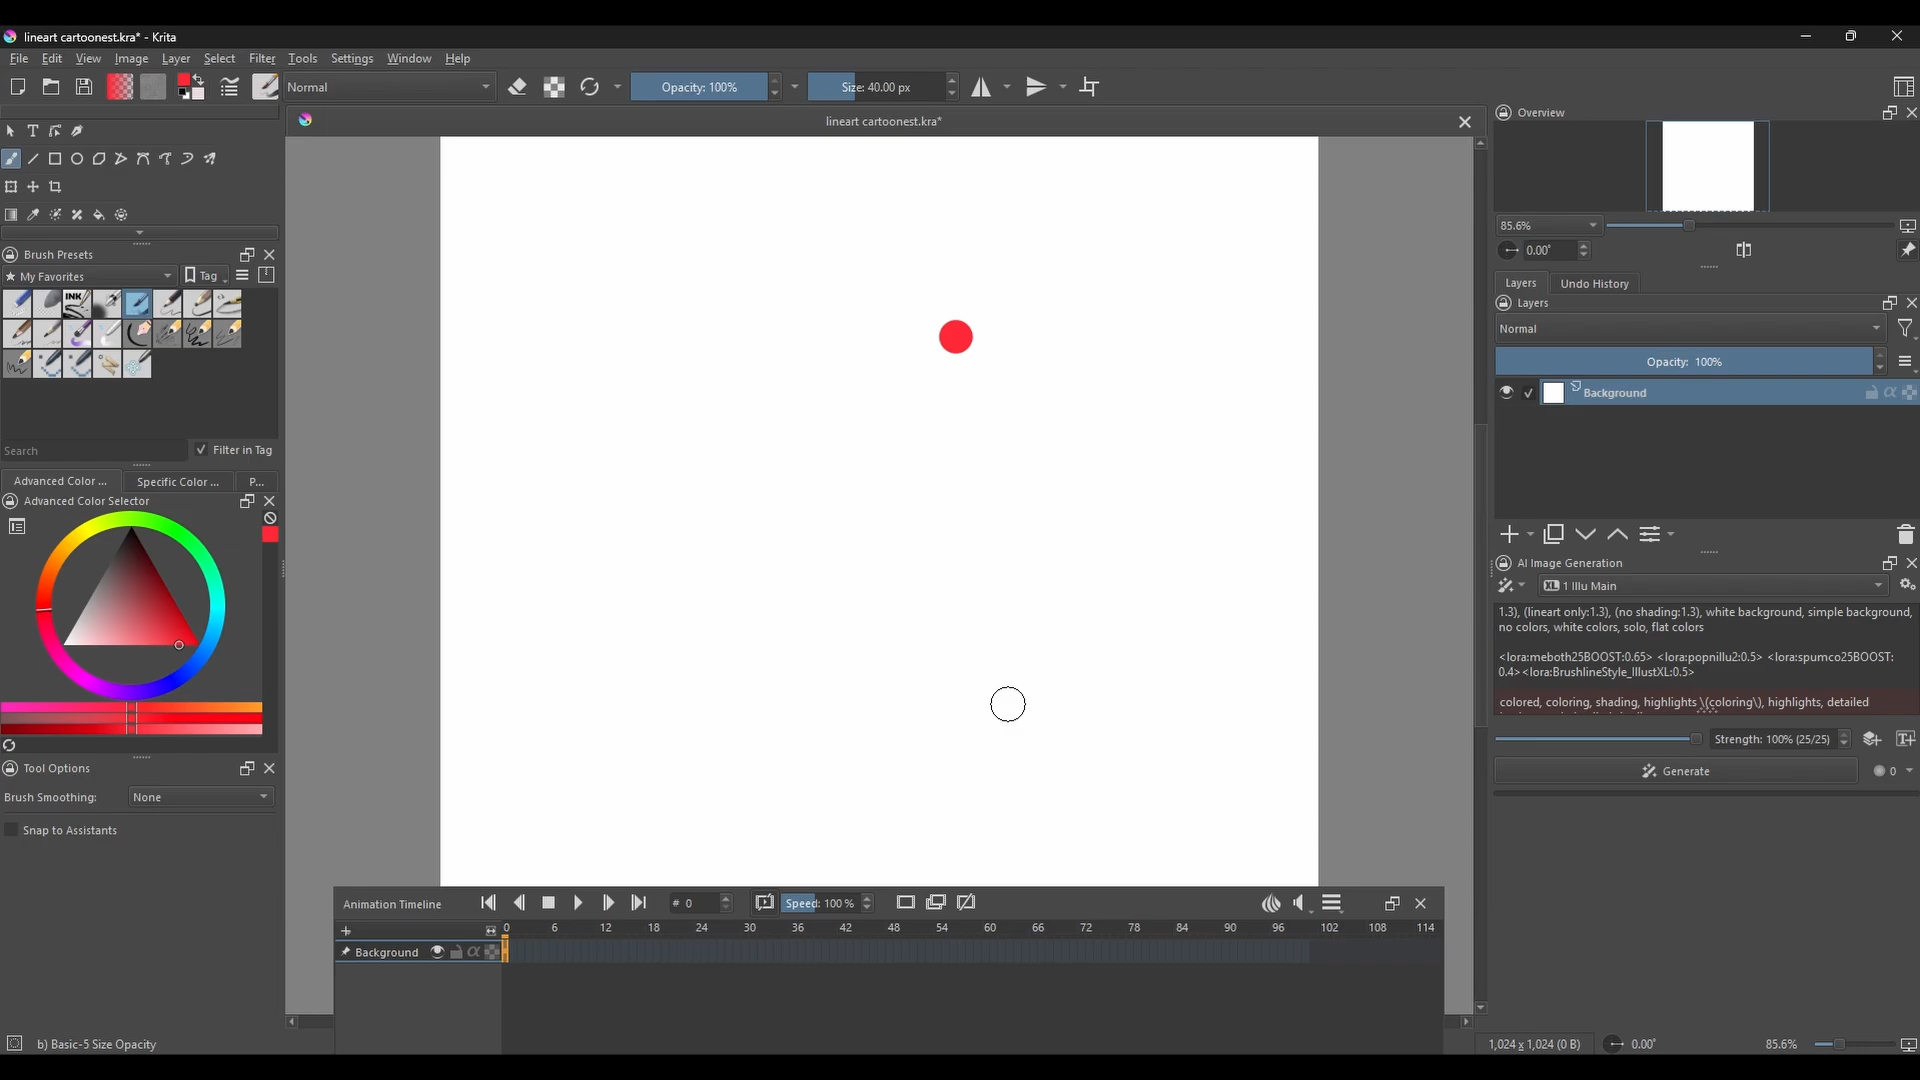 lineart cartoonest.kra* - Krita
File Edit View Image Layer Select Filter Tools Settings Window Help
Normal
Opacity: 100%
Size: 40.00 px
lineart cartoonest.kra*
T
Brush Presets
★ My Favorites
Tag
INK
Search
Filter in Tag
Advanced Color ...
Specific Color ...
P...
Advanced Color Selector
Tool Options
Brush Smoothing:
None
Snap to Assistants
b) Basic-5 Size Opacity
Animation Timeline
# 0
Speed: 100 %
0 6 12 18 24 30 36 42 48 54 60 66 72 78 84 90 96 102 108 114
Background
Overview
85.6%
0.00°
Layers
Undo History
Layers
Normal
Opacity: 100%
Background
AI Image Generation
XL 1 Illu Main
1.3), (lineart only:1.3), (no shading:1.3), white background, simple background,
no colors, white colors, solo, flat colors
<lora:meboth25BOOST:0.65> <lora:popnillu2:0.5> <lora:spumco25BOOST:
0.4><lora:BrushlineStyle_IllustXL:0.5>
colored, coloring, shading, highlights \(coloring\), highlights, detailed
Strength: 100% (25/25)
Generate
0
1,024 x 1,024 (0 B)
0.00°
85.6%